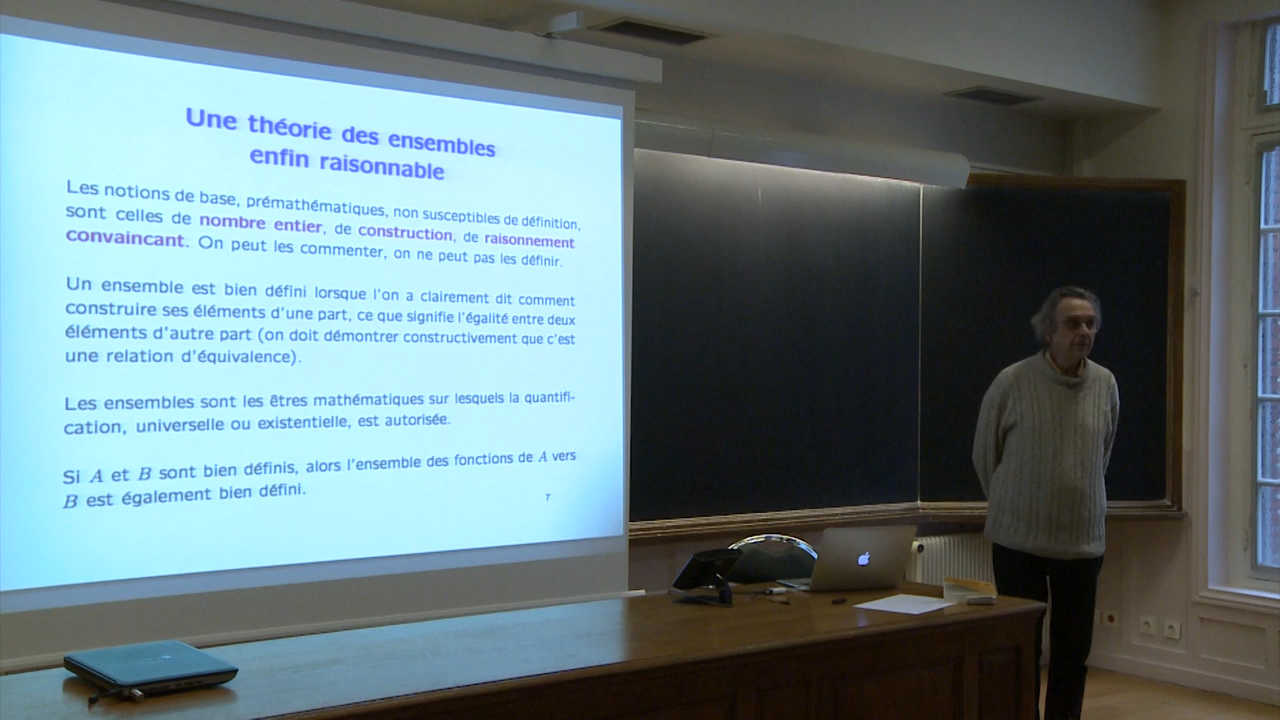 Une théorie des ensembles
enfin raisonnable
Les notions de base, prémathématiques, non susceptibles de définition,
sont celles de nombre entier, de construction, de raisonnement
convaincant. On peut les commenter, on ne peut pas les définir.
Un ensemble est bien défini lorsque l'on a clairement dit comment
construire ses éléments d'une part, ce que signifie l'égalité entre deux
éléments d'autre part (on doit démontrer constructivement que c'est
une relation d'équivalence).
Les ensembles sont les êtres mathématiques sur lesquels la quantifi-
cation, universelle ou existentielle, est autorisée.
Si A et B sont bien définis, alors l'ensemble des fonctions de A vers
B est également bien défini.
7